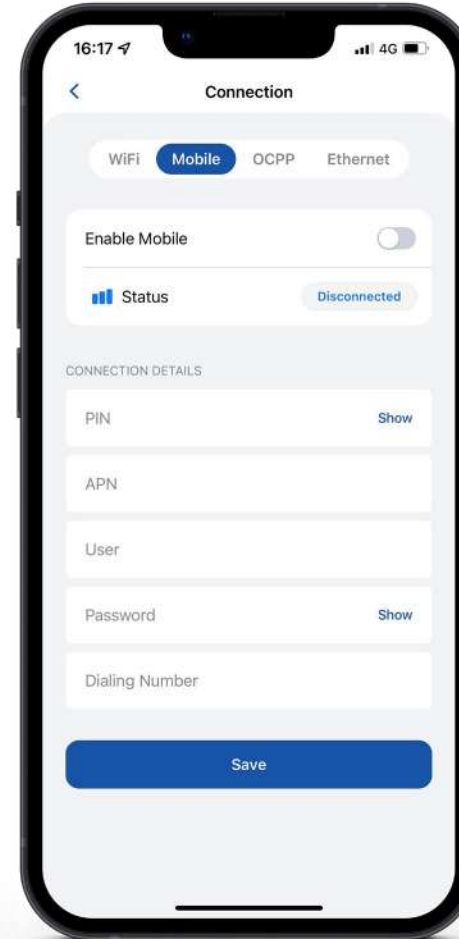 16:17 4G
Connection
WiFi Mobile OCPP Ethernet
Enable Mobile
Status Disconnected
CONNECTION DETAILS
PIN Show
APN
User
Password Show
Dialing Number
Save